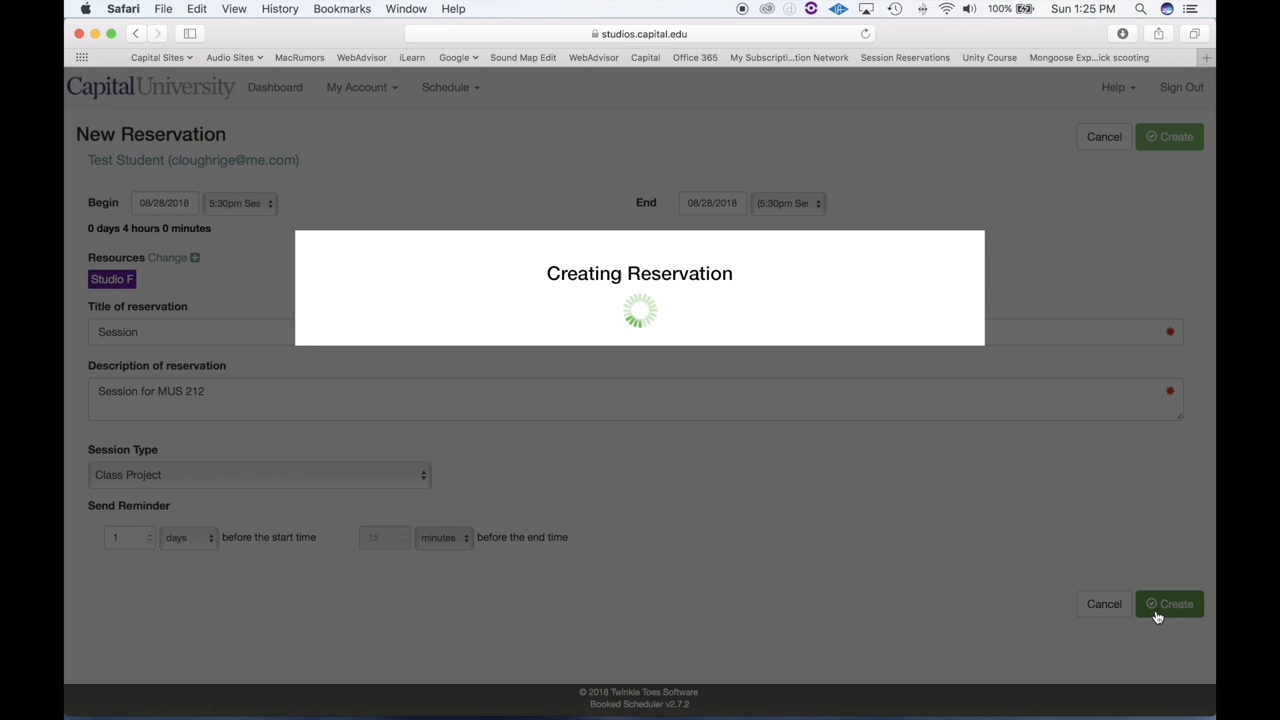 Safari File Edit View History Bookmarks Window Help 100% Sun 1:25 PM
studios.capital.edu
Capital Sites Audio Sites MacRumors WebAdvisor iLearn Google Sound Map Edit WebAdvisor Capital Office 365 My Subscripti...tion Network Session Reservations Unity Course Mongoose Exp...ick scooting
CapitalUniversity Dashboard My Account Schedule Help Sign Out
New Reservation Cancel Create
Test Student (cloughrige@me.com)
Begin 08/28/2018 5:30pm Ses End 08/28/2018 (5:30pm Se
0 days 4 hours 0 minutes
Resources Change
Creating Reservation
Studio F
Title of reservation
Session
Description of reservation
Session for MUS 212
Session Type
Class Project
Send Reminder
1 days before the start time 15 minutes before the end time
Cancel Create
© 2018 Twinkle Toes Software
Booked Scheduler v2.7.2